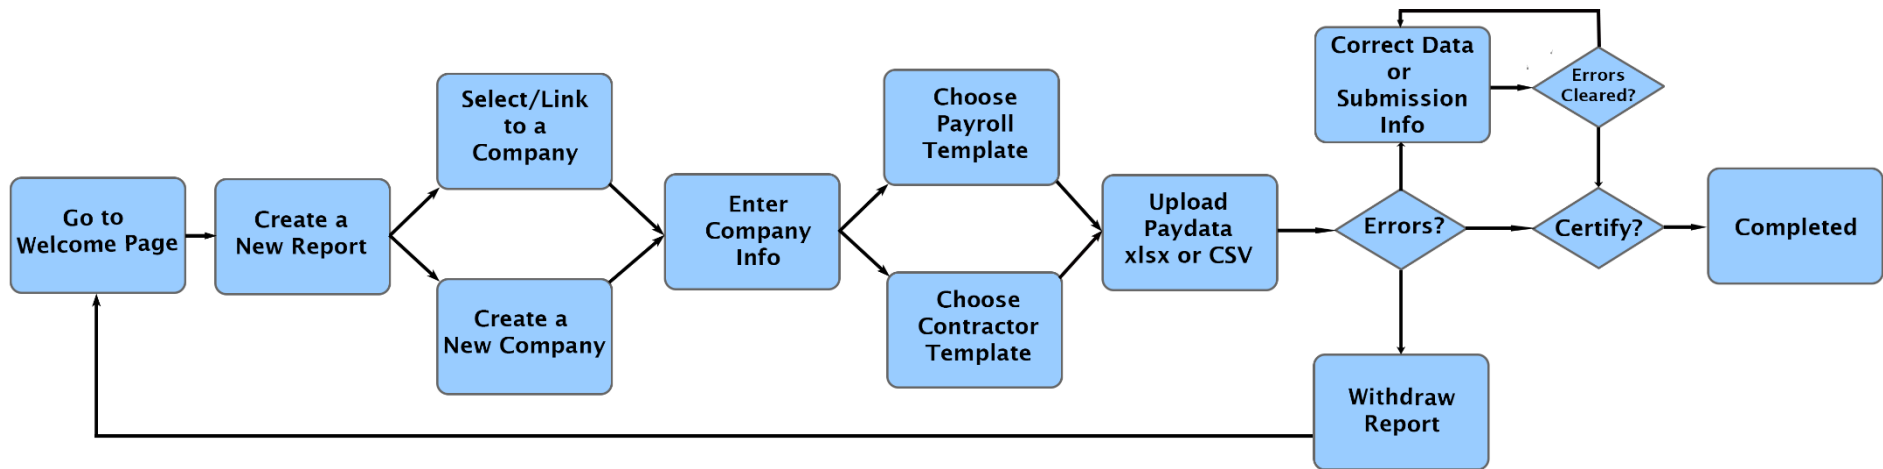 Go to
Welcome Page
Create a
New Report
Select/Link
to a
Company
Create a
New Company
Enter
Company
Info
Choose
Payroll
Template
Choose
Contractor
Template
Upload
Paydata
xlsx or CSV
Errors?
Correct Data
or
Submission
Info
Errors
Cleared?
Withdraw
Report
Certify?
Completed